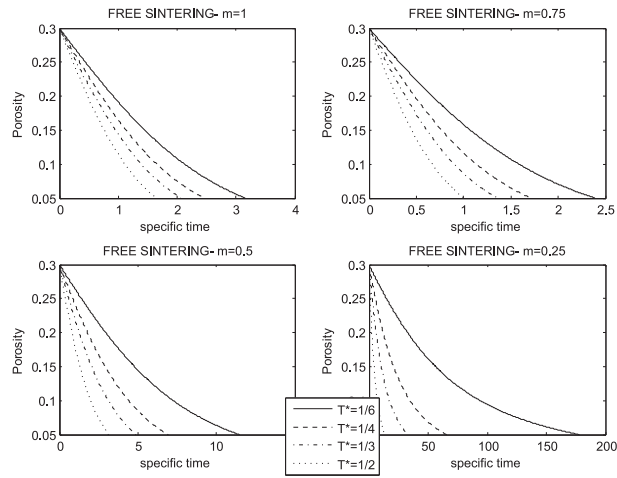 FREE SINTERING- m=1
0.3
0.25
0.2
0.15
0.1
0.05
Porosity
0 1 2 3 4
specific time
FREE SINTERING- m=0.75
0.3
0.25
0.2
0.15
0.1
0.05
Porosity
0 0.5 1 1.5 2 2.5
specific time
FREE SINTERING- m=0.5
0.3
0.25
0.2
0.15
0.1
0.05
Porosity
0 5 10
specific time
FREE SINTERING- m=0.25
0.3
0.25
0.2
0.15
0.1
0.05
Porosity
50 100 150 200
specific time
T*=1/6
T*=1/4
T*=1/3
T*=1/2